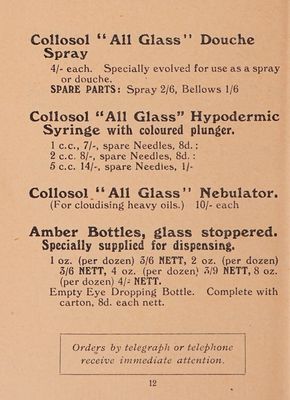 Collosol "All Glass" Douche
Spray
4/- each. Specially evolved for use as a spray
or douche.
SPARE PARTS: Spray 2/6, Bellows 1/6
Collosol "All Glass" Hypodermic
Syringe with coloured plunger.
1 c.c., 7/-, spare Needles, 8d. ;
2 c.c. 8/-, spare Needles, 8d. :
5 c.c. 14/-, spare Needles, 1/-
Collosol "All Glass" Nebulator.
(For cloudising heavy oils.) 10/- each
Amber Bottles, glass stoppered.
Specially supplied for dispensing.
1 oz. (per dozen) 3/6 NETT, 2 oz. (per dozen)
3/6 NETT, 4 oz. (per dozen) 3/9 NETT, 8 oz.
(per dozen) 4/- NETT.
Empty Eye Dropping Bottle. Complete with
carton, 8d. each nett.
Orders by telegraph or telephone
receive immediate attention.
12